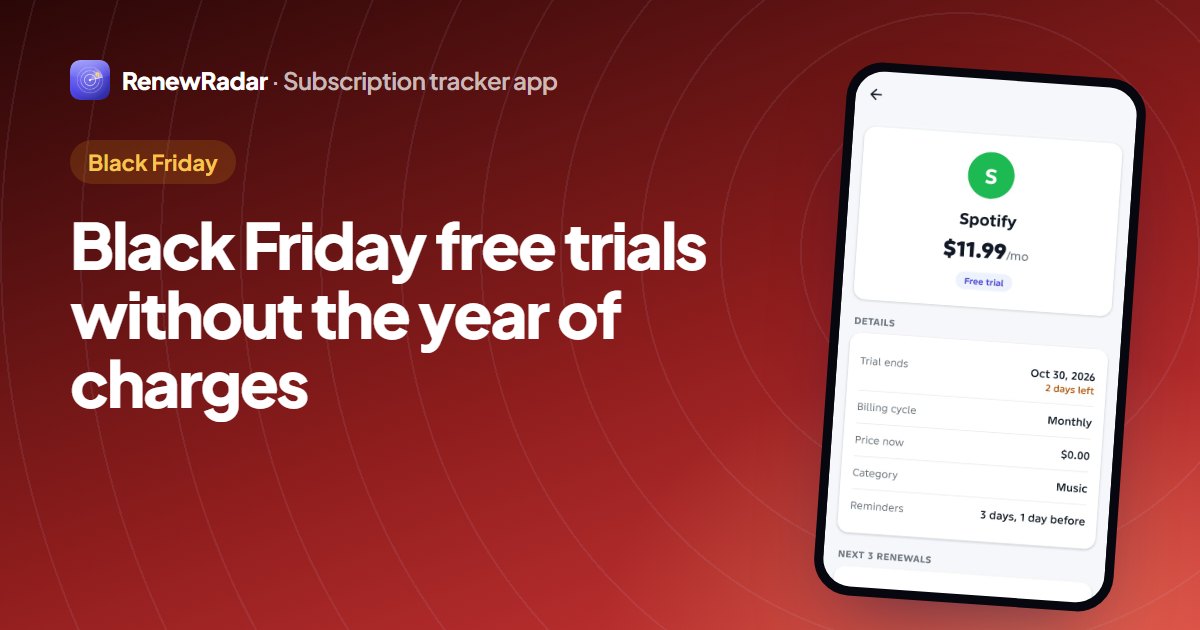 RenewRadar · Subscription tracker app
Black Friday
Black Friday free trials
without the year of
charges
S
Spotify
$11.99/mo
Free trial
DETAILS
Trial ends
Oct 30, 2026
2 days left
Billing cycle
Monthly
Price now
$0.00
Category
Music
Reminders
3 days, 1 day before
NEXT 3 RENEWALS